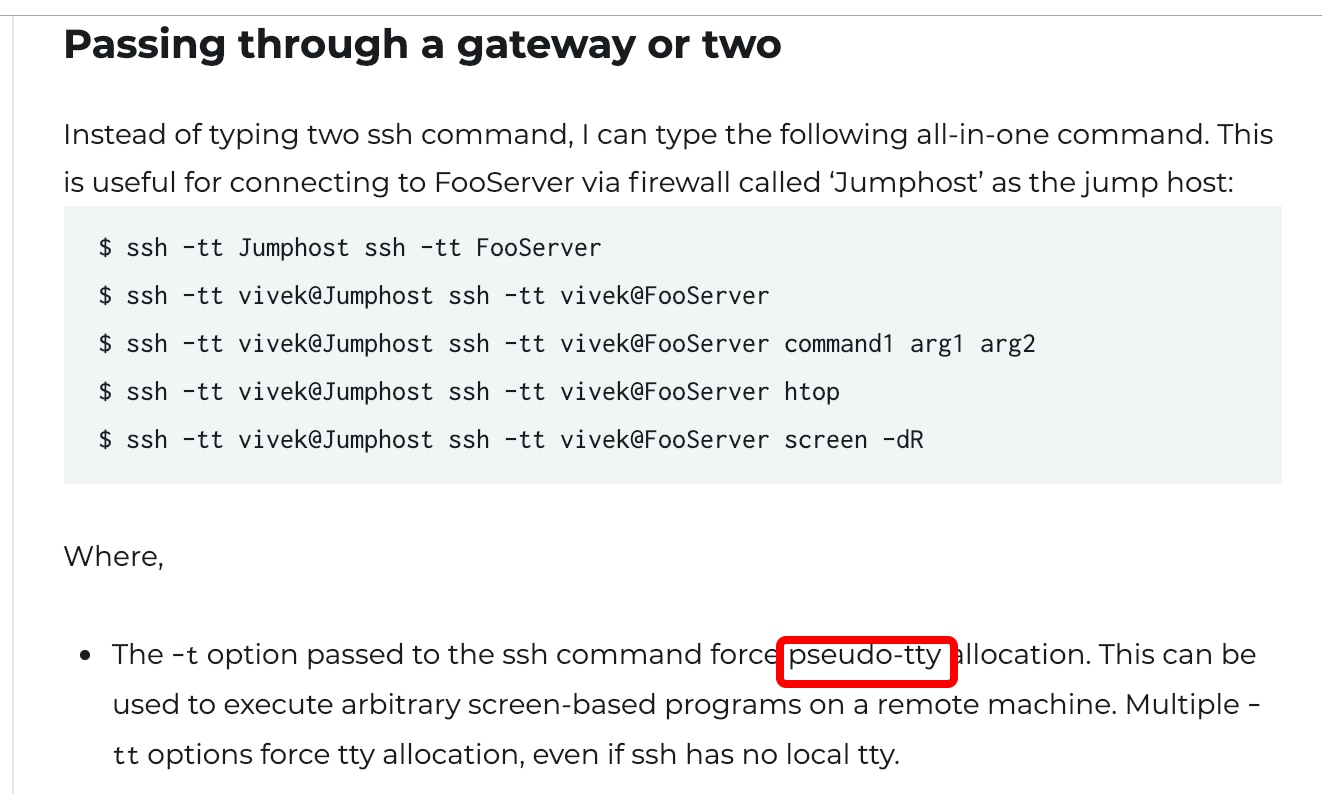 Passing through a gateway or two
Instead of typing two ssh command, I can type the following all-in-one command. This
is useful for connecting to FooServer via firewall called ‘Jumphost’ as the jump host:
$ ssh -tt Jumphost ssh -tt FooServer
$ ssh -tt vivek@Jumphost ssh -tt vivek@FooServer
$ ssh -tt vivek@Jumphost ssh -tt vivek@FooServer command1 arg1 arg2
$ ssh -tt vivek@Jumphost ssh -tt vivek@FooServer htop
$ ssh -tt vivek@Jumphost ssh -tt vivek@FooServer screen -dR
Where,
• The -t option passed to the ssh command force pseudo-tty allocation. This can be
used to execute arbitrary screen-based programs on a remote machine. Multiple -
tt options force tty allocation, even if ssh has no local tty.